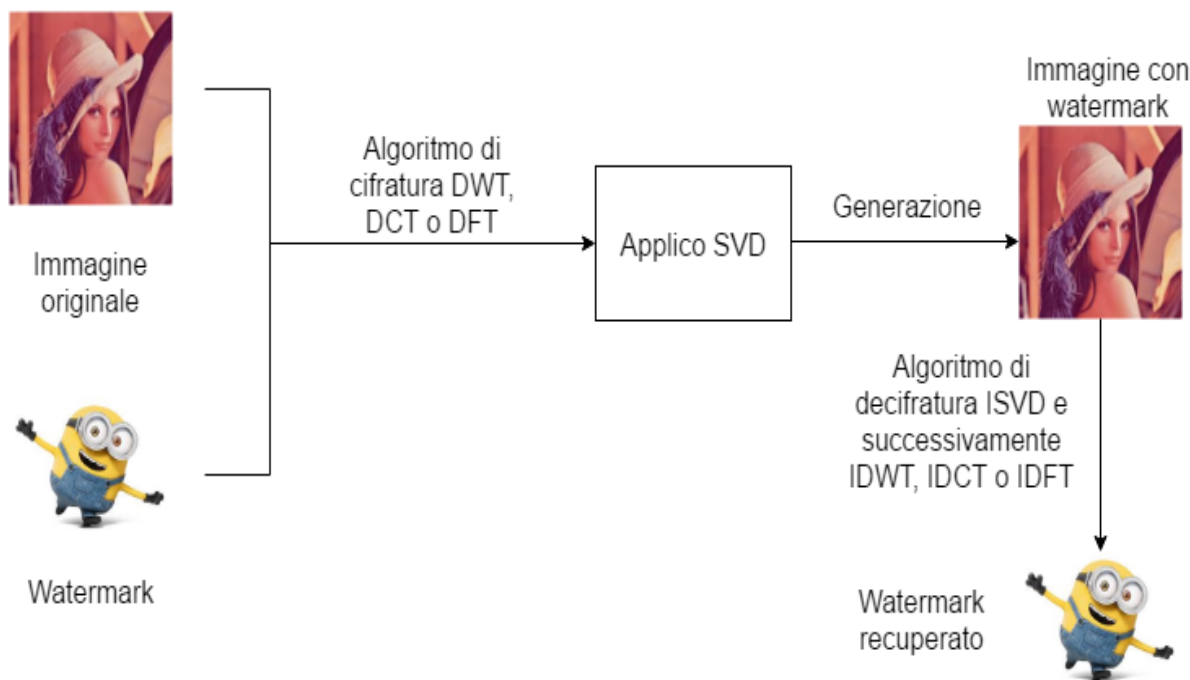 Immagine
originale
Watermark
Algoritmo di
cifratura DWT,
DCT o DFT
Applico SVD
Generazione
Immagine con
watermark
Algoritmo di
decifratura ISVD e
successivamente
IDWT, IDCT o IDFT
Watermark
recuperato